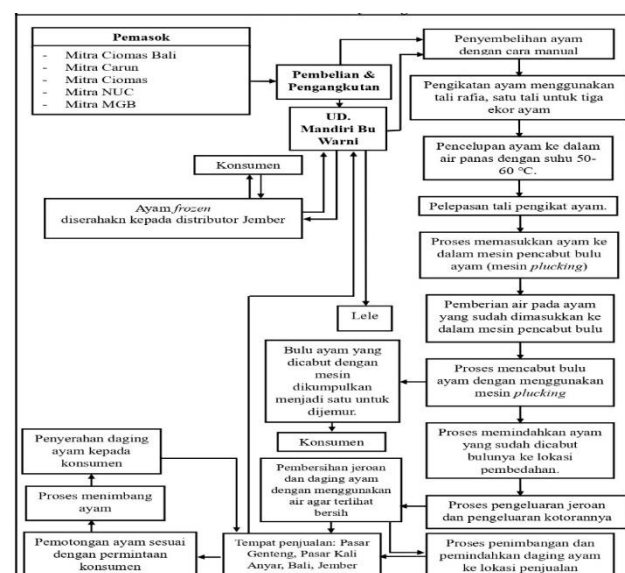 Pemasok
- Mitra Ciomas Bali
- Mitra Carun
- Mitra Ciomas
- Mitra NUC
- Mitra MGB
Pembelian &
Pengangkutan
UD.
Mandiri Bu
Warni
Konsumen
Ayam frozen
diserahakn kepada distributor Jember
Lele
Penyembelihan ayam
dengan cara manual
Pengikatan ayam menggunakan
tali rafia, satu tali untuk tiga
ekor ayam
Pencelupan ayam ke dalam
air panas dengan suhu 50-
60 °C.
Pelepasan tali pengikat ayam.
Proses memasukkan ayam ke
dalam mesin pencabut bulu
ayam (mesin plucking)
Pemberian air pada ayam
yang sudah dimasukkan ke
dalam mesin pencabut bulu
Proses mencabut bulu
ayam dengan menggunakan
mesin plucking
Bulu ayam yang
dicabut dengan
mesin
dikumpulkan
menjadi satu untuk
dijemur.
Konsumen
Proses memindahkan ayam
yang sudah dicabut
bulunya ke lokasi
pembedahan.
Proses pengeluaran jeroan
dan pengeluaran kotorannya
Pembersihan jeroan
dan daging ayam
dengan menggunakan
air agar terlihat
bersih
Proses penimbangan dan
pemindahkan daging ayam
ke lokasi penjualan
Tempat penjualan: Pasar
Genteng, Pasar Kali
Anyar, Bali, Jember
Pemotongan ayam sesuai
dengan permintaan
konsumen
Proses menimbang
ayam
Penyerahan daging
ayam kepada
konsumen